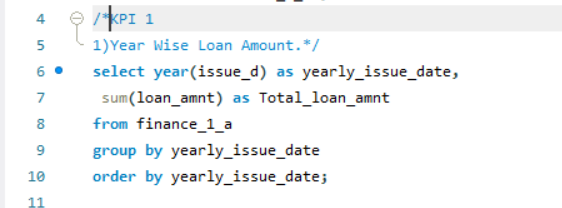 4 /*KPI 1
5 1)Year Wise Loan Amount.*/
6 select year(issue_d) as yearly_issue_date,
7 sum(loan_amnt) as Total_loan_amnt
8 from finance_1_a
9 group by yearly_issue_date
10 order by yearly_issue_date;
11